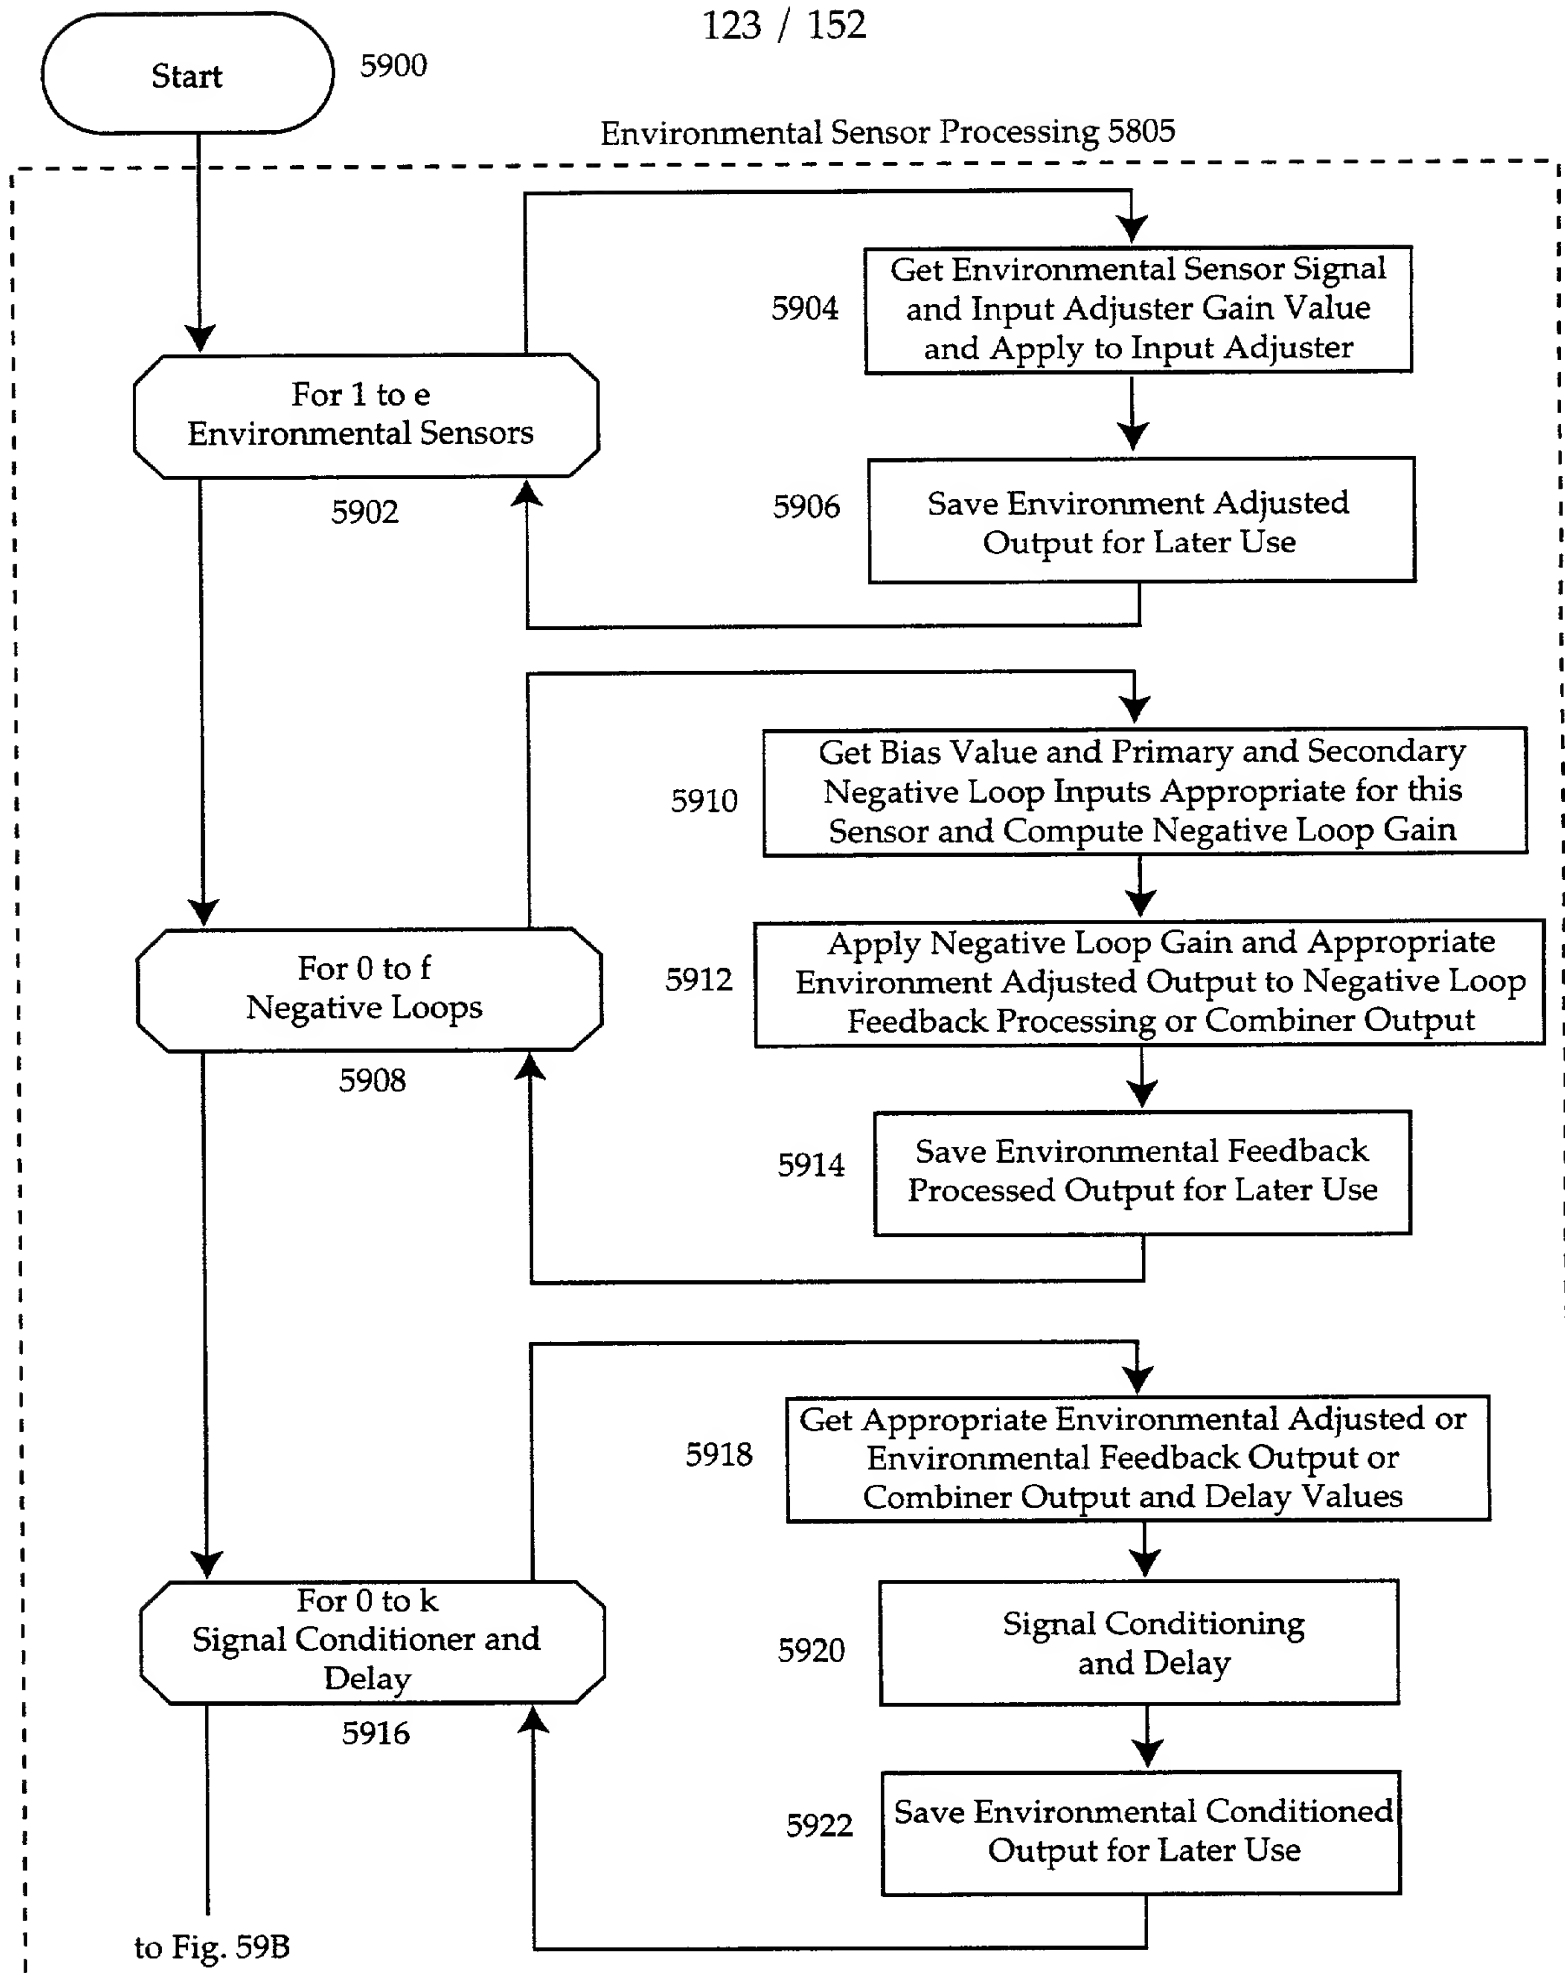 123 / 152
Start
5900
Environmental Sensor Processing 5805
Get Environmental Sensor Signal
and Input Adjuster Gain Value
and Apply to Input Adjuster
5904
For 1 to e
Environmental Sensors
5902
Save Environment Adjusted
Output for Later Use
5906
Get Bias Value and Primary and Secondary
Negative Loop Inputs Appropriate for this
Sensor and Compute Negative Loop Gain
5910
Apply Negative Loop Gain and Appropriate
Environment Adjusted Output to Negative Loop
Feedback Processing or Combiner Output
5912
For 0 to f
Negative Loops
5908
Save Environmental Feedback
Processed Output for Later Use
5914
Get Appropriate Environmental Adjusted or
Environmental Feedback Output or
Combiner Output and Delay Values
5918
For 0 to k
Signal Conditioner and
Delay
5916
Signal Conditioning
and Delay
5920
Save Environmental Conditioned
Output for Later Use
5922
to Fig. 59B